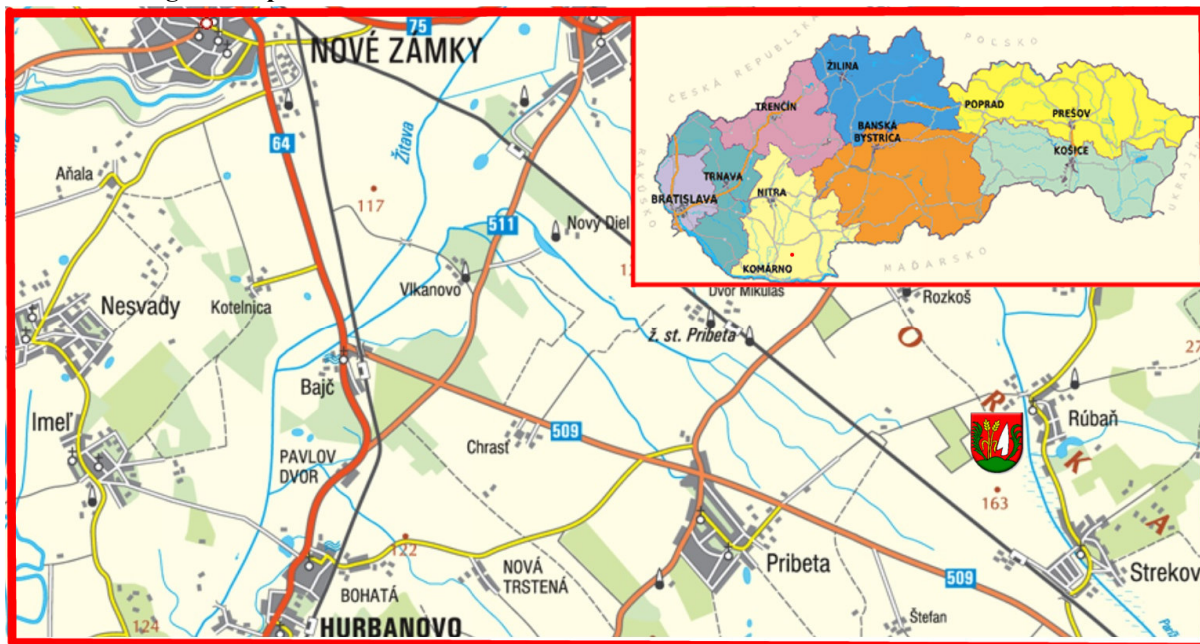 75
NOVÉ ZÁMKY
64
Žitava
Aňala
117
511
Nový Diel
Vlkanovo
Nesvady
Kotelnica
Dvor Mikuláš
Rozkoš
ž. st. Pribeta
O
R
K
A
27
Bajč
Imeľ
Chrasť
509
Rúbaň
PAVLOV
DVOR
163
122
NOVÁ
TRSTENÁ
Pribeta
509
Strekov
BOHATÁ
Štefan
124
HURBANOVO
ČESKÁ REPUBLIKA
POĽSKO
ŽILINA
TRENČÍN
POPRAD
PREŠOV
BANSKÁ
BYSTRICA
KOŠICE
TRNAVA
NITRA
BRATISLAVA
KOMÁRNO
MAĎARSKO